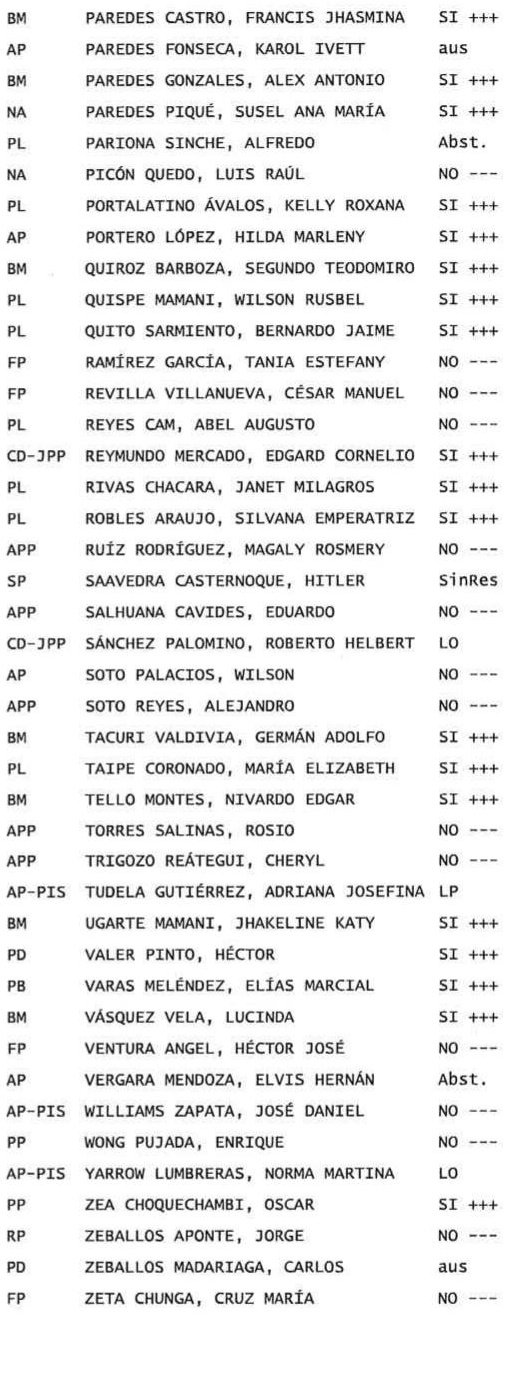 BM PAREDES CASTRO, FRANCIS JHASMINA SI +++
AP PAREDES FONSECA, KAROL IVETT aus
BM PAREDES GONZALES, ALEX ANTONIO SI +++
NA PAREDES PIQUÉ, SUSEL ANA MARÍA SI +++
PL PARIONA SINCHE, ALFREDO Abst.
NA PICÓN QUEDO, LUIS RAÚL NO ---
PL PORTALATINO ÁVALOS, KELLY ROXANA SI +++
AP PORTERO LÓPEZ, HILDA MARLENY SI +++
BM QUIROZ BARBOZA, SEGUNDO TEODOMIRO SI +++
PL QUISPE MAMANI, WILSON RUSBEL SI +++
PL QUITO SARMIENTO, BERNARDO JAIME SI +++
FP RAMÍREZ GARCÍA, TANIA ESTEFANY NO ---
FP REVILLA VILLANUEVA, CÉSAR MANUEL NO ---
PL REYES CAM, ABEL AUGUSTO NO ---
CD-JPP REYMUNDO MERCADO, EDGARD CORNELIO SI +++
PL RIVAS CHACARA, JANET MILAGROS SI +++
PL ROBLES ARAUJO, SILVANA EMPERATRIZ SI +++
APP RUÍZ RODRÍGUEZ, MAGALY ROSMERY NO ---
SP SAAVEDRA CASTERNOQUE, HITLER SinRes
APP SALHUANA CAVIDES, EDUARDO NO ---
CD-JPP SÁNCHEZ PALOMINO, ROBERTO HELBERT LO
AP SOTO PALACIOS, WILSON NO ---
APP SOTO REYES, ALEJANDRO NO ---
BM TACURI VALDIVIA, GERMÁN ADOLFO SI +++
PL TAIPE CORONADO, MARÍA ELIZABETH SI +++
BM TELLO MONTES, NIVARDO EDGAR SI +++
APP TORRES SALINAS, ROSIO NO ---
APP TRIGOZO REÁTEGUI, CHERYL NO ---
AP-PIS TUDELA GUTIÉRREZ, ADRIANA JOSEFINA LP
BM UGARTE MAMANI, JHAKELINE KATY SI +++
PD VALER PINTO, HÉCTOR SI +++
PB VARAS MELÉNDEZ, ELÍAS MARCIAL SI +++
BM VÁSQUEZ VELA, LUCINDA SI +++
FP VENTURA ANGEL, HÉCTOR JOSÉ NO ---
AP VERGARA MENDOZA, ELVIS HERNÁN Abst.
AP-PIS WILLIAMS ZAPATA, JOSÉ DANIEL NO ---
PP WONG PUJADA, ENRIQUE NO ---
AP-PIS YARROW LUMBRERAS, NORMA MARTINA LO
PP ZEA CHOQUECHAMBI, OSCAR SI +++
RP ZEBALLOS APONTE, JORGE NO ---
PD ZEBALLOS MADARIAGA, CARLOS aus
FP ZETA CHUNGA, CRUZ MARÍA NO ---